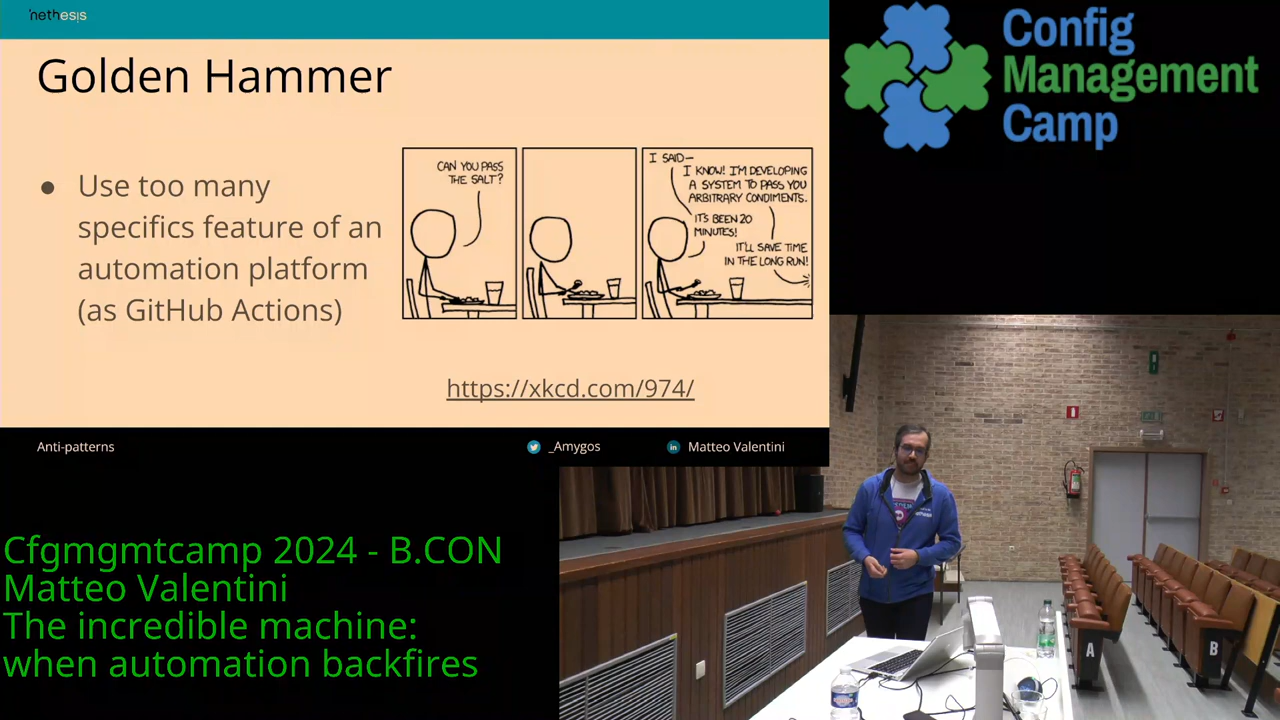 nethesis
Golden Hammer
● Use too many
specifics feature of an
automation platform
(as GitHub Actions)
CAN YOU PASS
THE SALT?
I SAID—
I KNOW! I'M DEVELOPING
A SYSTEM TO PASS YOU
ARBITRARY CONDIMENTS.
IT'S BEEN 20
MINUTES!
IT'LL SAVE TIME
IN THE LONG RUN!
https://xkcd.com/974/
Anti-patterns
_Amygos
in
Matteo Valentini
Config
Management
Camp
Cfgmgmtcamp 2024 - B.CON
Matteo Valentini
The incredible machine:
when automation backfires
A
B